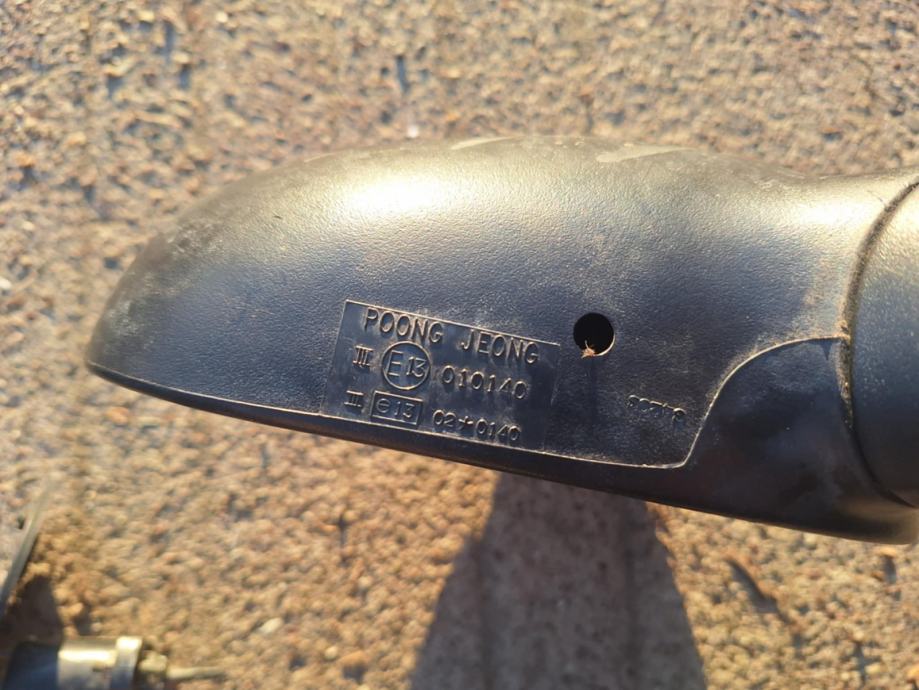 POONG JEONG
III E13 010140
III e13 02*0140